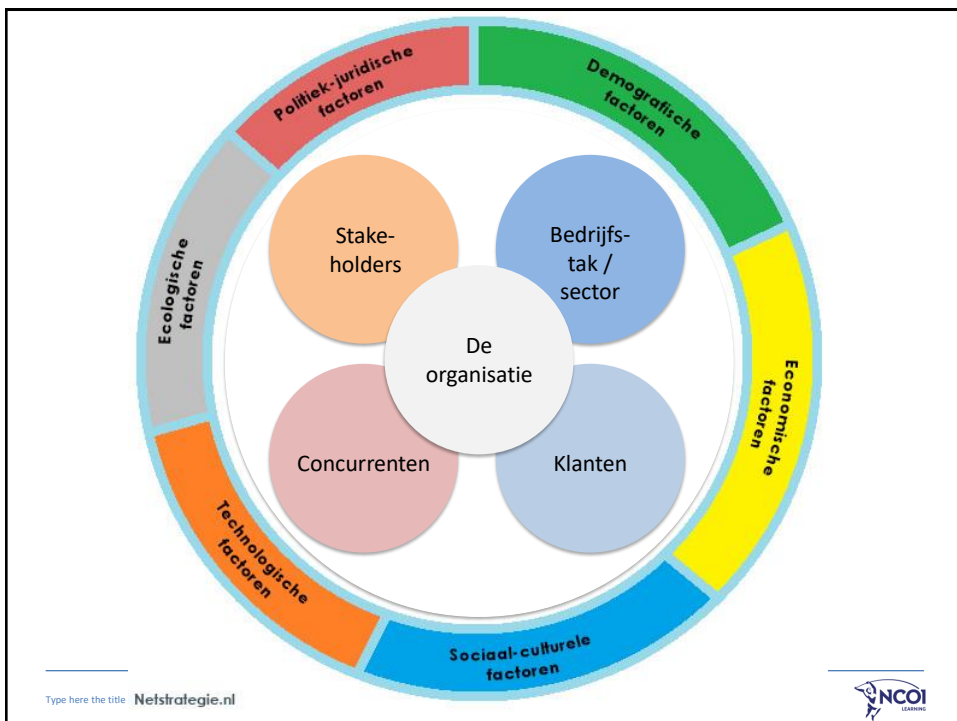 Politiek-juridische
factoren
Demografische
factoren
Economische
factoren
Sociaal-culturele
factoren
Technologische
factoren
Ecologische
factoren
Stake-
holders
Bedrijfs-
tak /
sector
De
organisatie
Concurrenten
Klanten
Type here the title
Netstrategie.nl
NCOI
LEARNING